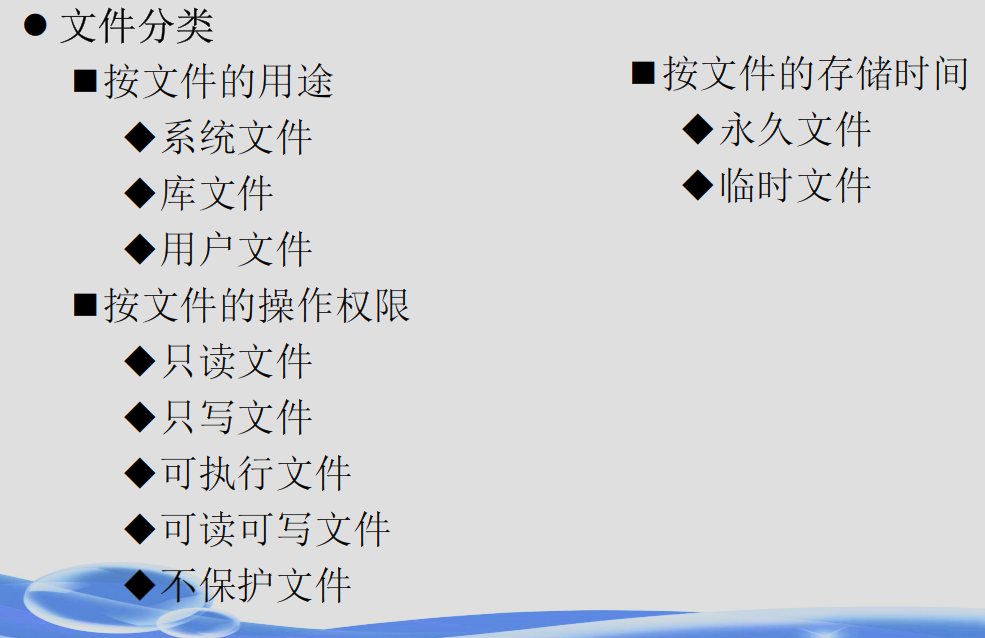 ● 文件分类
■按文件的用途
◆系统文件
◆库文件
◆用户文件
■按文件的操作权限
◆只读文件
◆只写文件
◆可执行文件
◆可读可写文件
◆不保护文件
■按文件的存储时间
◆永久文件
◆临时文件